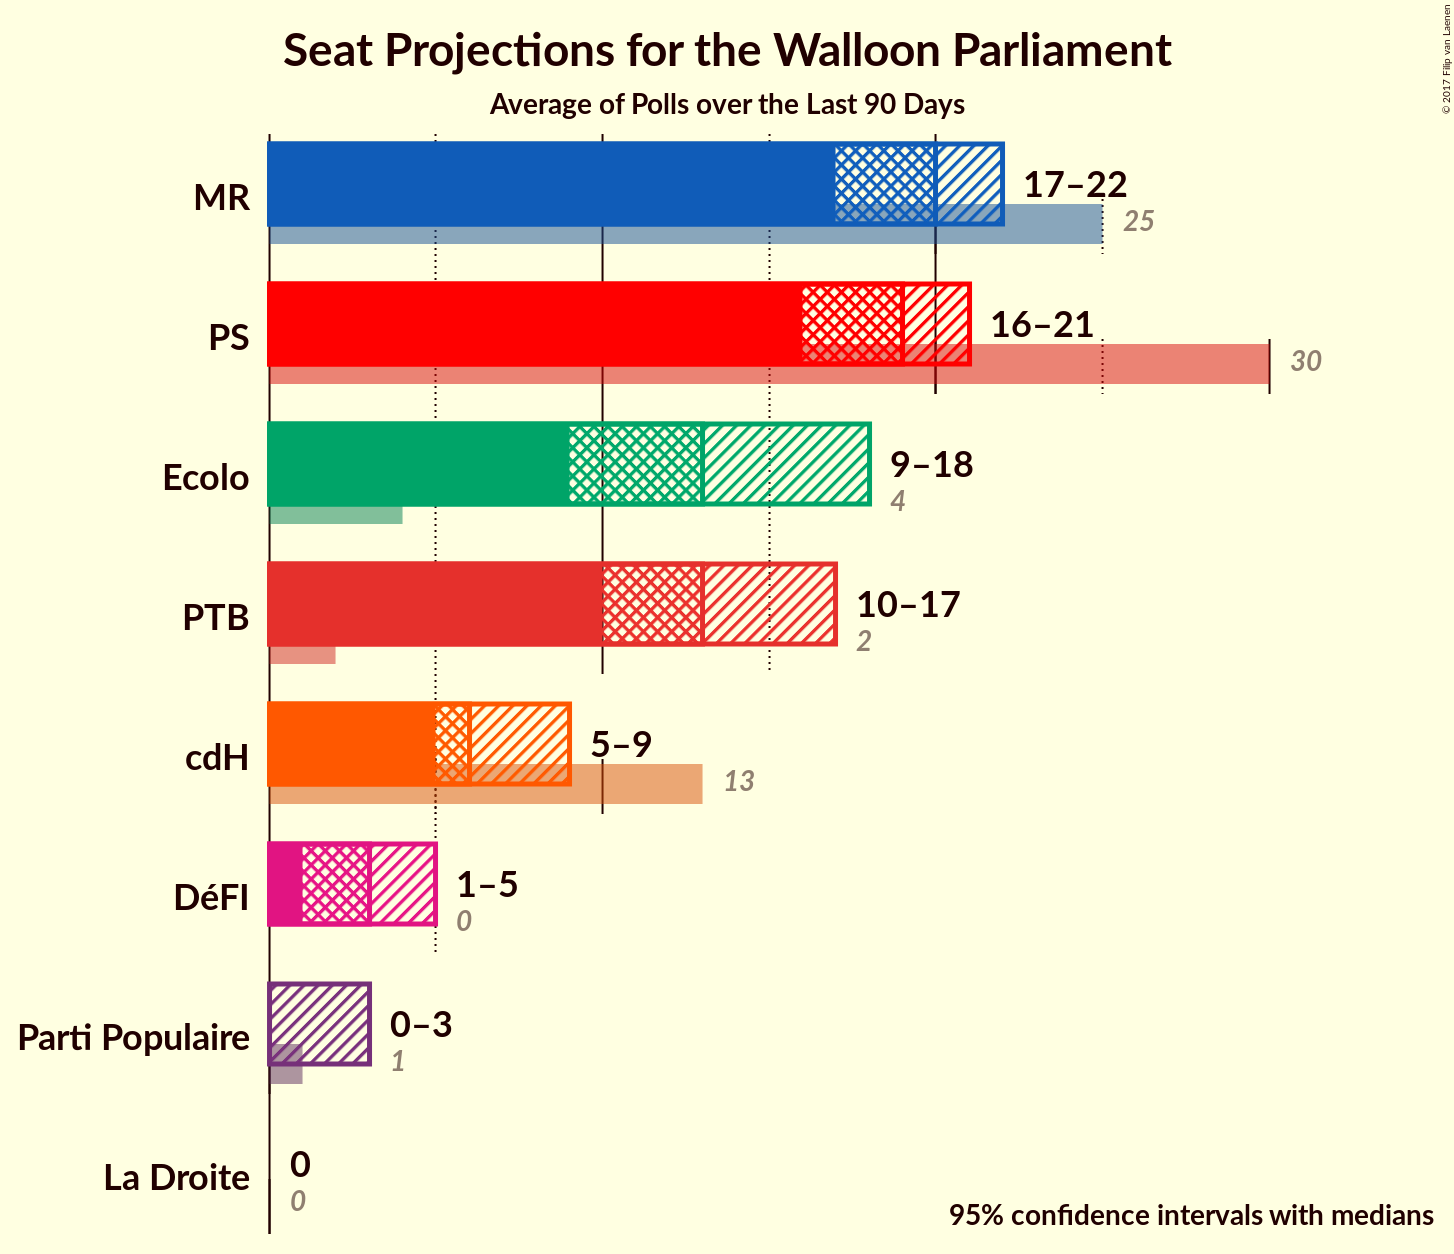 Seat Projections for the Walloon Parliament
Average of Polls over the Last 90 Days
© 2017 Filip van Laenen
MR
17–22
25
PS
16–21
30
Ecolo
9–18
4
PTB
10–17
2
cdH
5–9
13
DéFI
1–5
0
Parti Populaire
0–3
1
La Droite
0
0
95% confidence intervals with medians